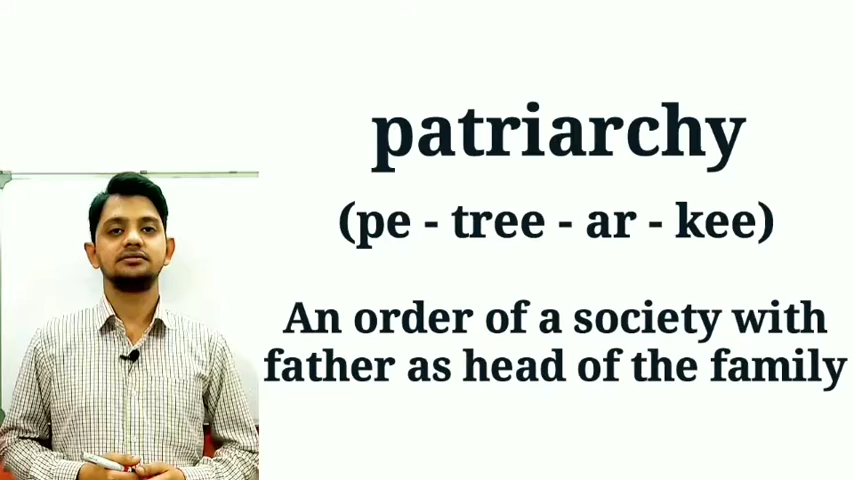 patriarchy
(pe - tree - ar - kee)
An order of a society with
father as head of the family